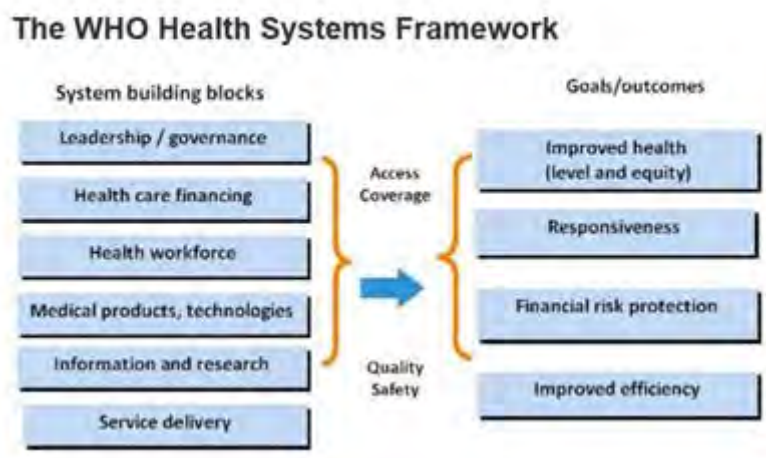 The WHO Health Systems Framework
System building blocks
Leadership / governance
Health care financing
Health workforce
Medical products, technologies
Information and research
Service delivery
Access
Coverage
Quality
Safety
Goals/outcomes
Improved health
(level and equity)
Responsiveness
Financial risk protection
Improved efficiency